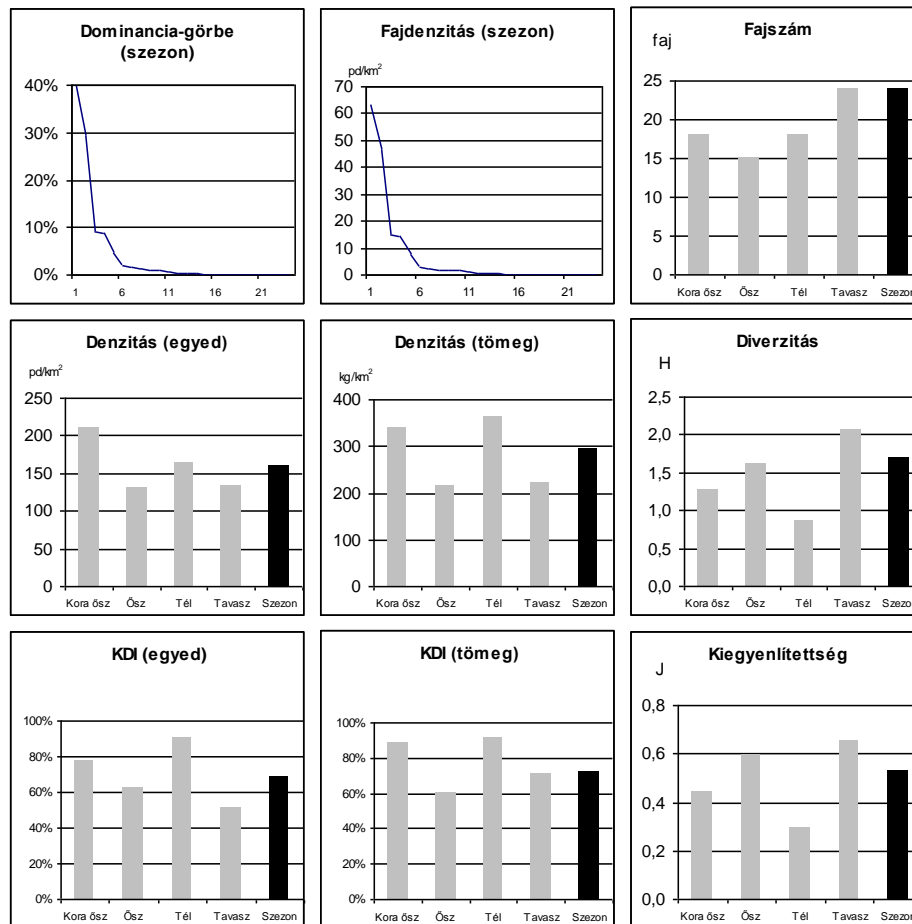 Dominancia-görbe
(szezon)
40%
30%
20%
10%
0%
1 6 11 16 21
Fajdenzitás (szezon)
pd/km²
70
60
50
40
30
20
10
0
1 6 11 16 21
Fajszám
faj
25
20
15
10
5
0
Kora ősz Ősz Tél Tavasz Szezon
Denzitás (egyed)
pd/km²
250
200
150
100
50
0
Kora ősz Ősz Tél Tavasz Szezon
Denzitás (tömeg)
kg/km²
400
300
200
100
0
Kora ősz Ősz Tél Tavasz Szezon
Diverzitás
H
2,5
2,0
1,5
1,0
0,5
0,0
Kora ősz Ősz Tél Tavasz Szezon
KDI (egyed)
100%
80%
60%
40%
20%
0%
Kora ősz Ősz Tél Tavasz Szezon
KDI (tömeg)
100%
80%
60%
40%
20%
0%
Kora ősz Ősz Tél Tavasz Szezon
Kiegyenlítettség
J
0,8
0,6
0,4
0,2
0,0
Kora ősz Ősz Tél Tavasz Szezon